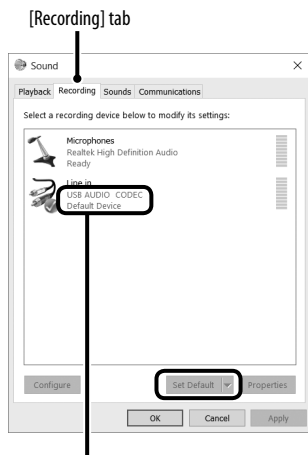 [Recording] tab
Sound
Playback Recording Sounds Communications
Select a recording device below to modify its settings:
Microphones
Realtek High Definition Audio
Ready
Line in
USB AUDIO CODEC
Default Device
Configure Set Default Properties
OK Cancel Apply